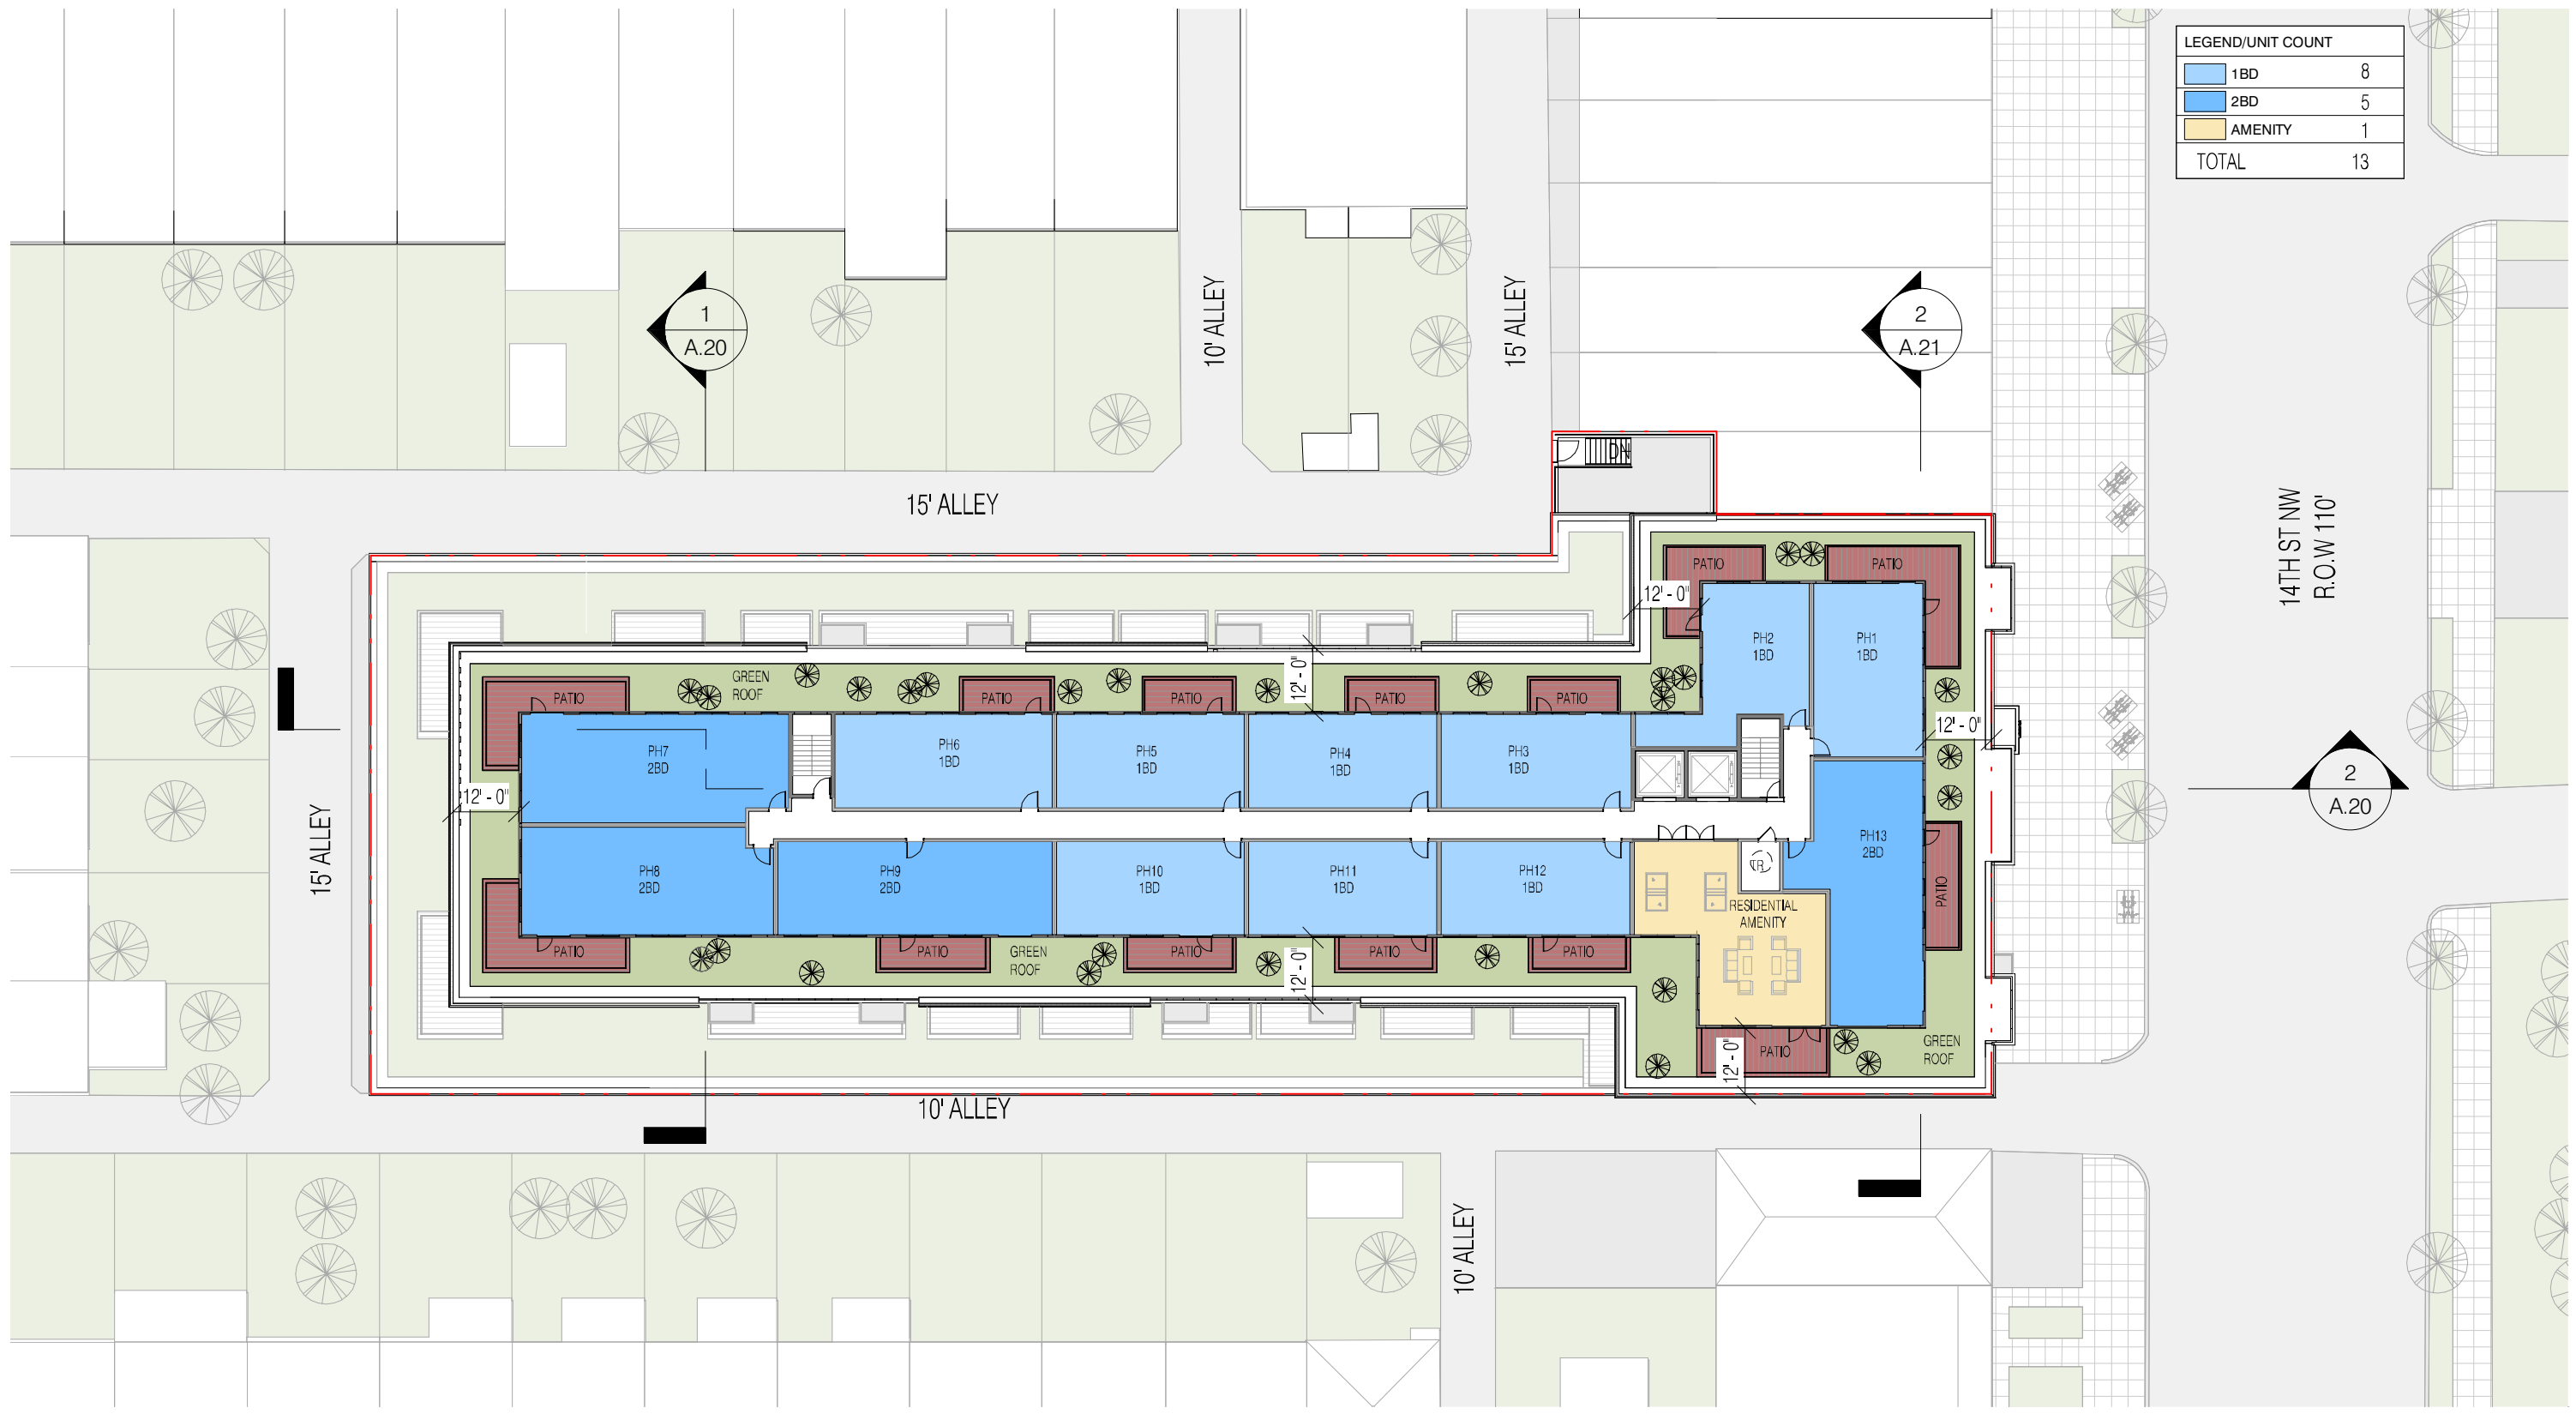 LEGEND/UNIT COUNT
1BD 8
2BD 5
AMENITY 1
TOTAL 13
1
A.20
10' ALLEY
15' ALLEY
2
A.21
DN
15' ALLEY
14TH ST NW
R.O.W 110'
PATIO
PATIO
12' - 0"
PH2
1BD
PH1
1BD
GREEN
ROOF
12' - 0"
PATIO
PATIO
PATIO
PATIO
PATIO
12' - 0"
PH7
2BD
PH6
1BD
PH5
1BD
PH4
1BD
PH3
1BD
12' - 0"
2
A.20
15' ALLEY
PH8
2BD
PH9
2BD
PH10
1BD
PH11
1BD
PH12
1BD
TR
PH13
2BD
RESIDENTIAL
AMENITY
PATIO
PATIO
PATIO
GREEN
ROOF
PATIO
12' - 0"
PATIO
PATIO
12' - 0"
PATIO
GREEN
ROOF
10' ALLEY
10' ALLEY